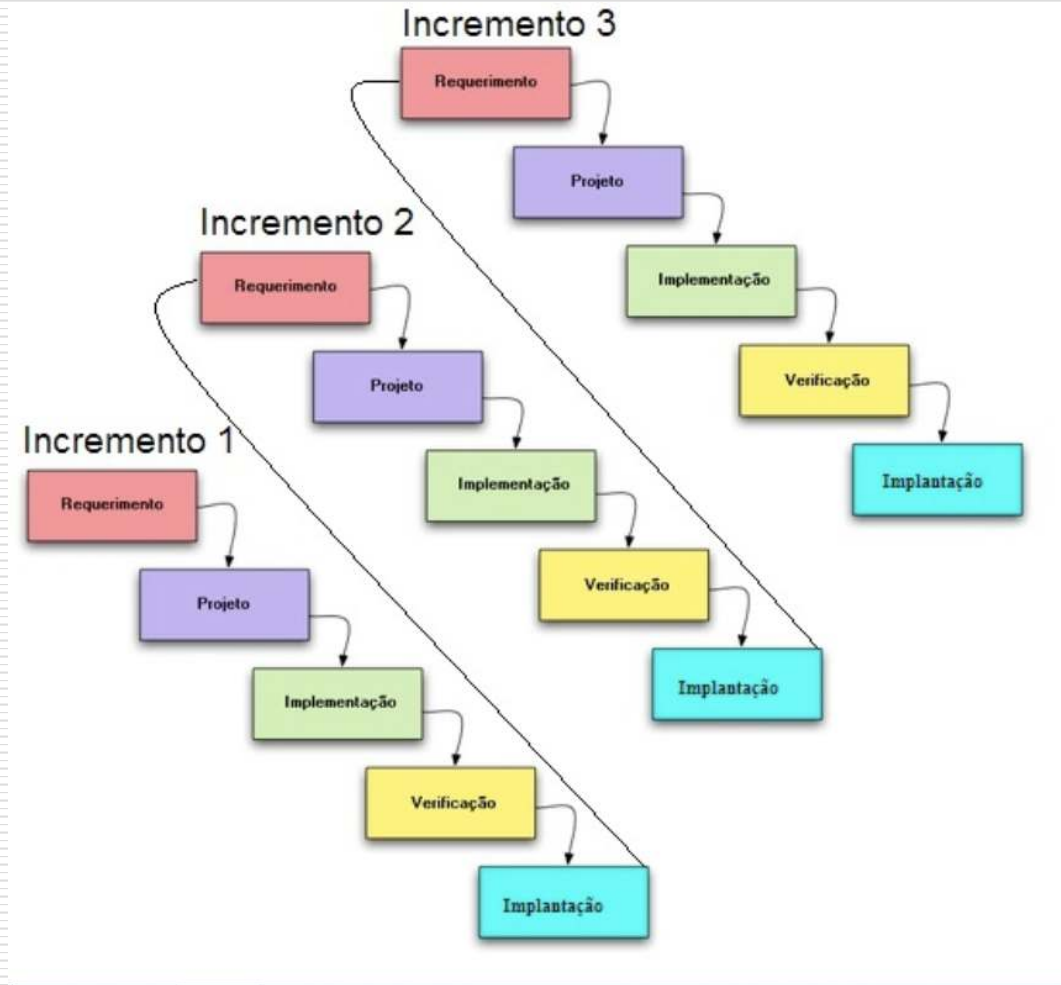 Incremento 3
Requerimento
Projeto
Implementação
Verificação
Implantação
Incremento 2
Requerimento
Projeto
Implementação
Verificação
Implantação
Incremento 1
Requerimento
Projeto
Implementação
Verificação
Implantação